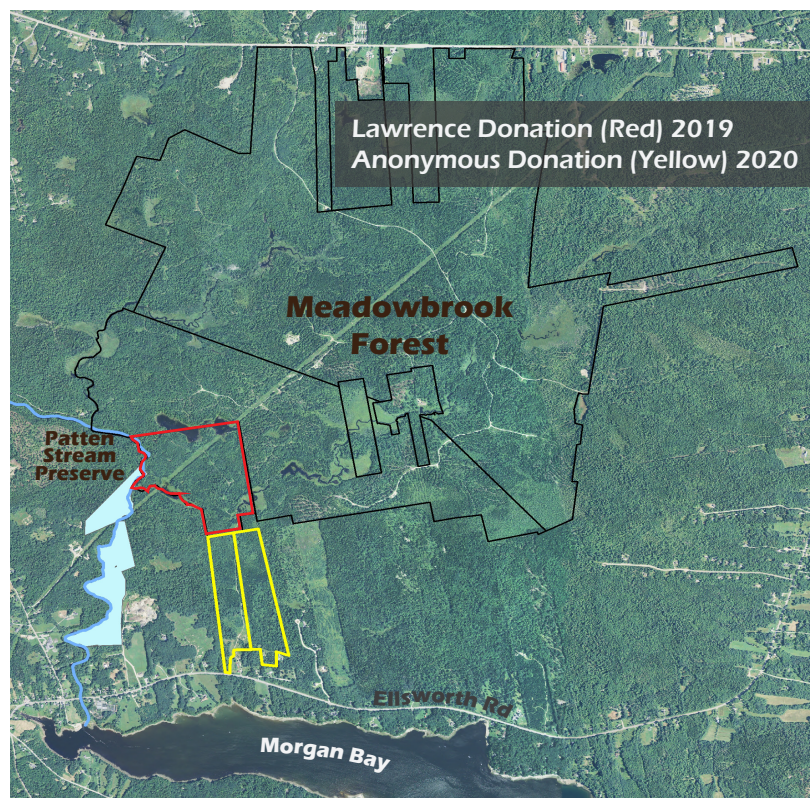 Lawrence Donation (Red) 2019
Anonymous Donation (Yellow) 2020
Meadowbrook
Forest
Patten
Stream
Preserve
Ellsworth Rd
Morgan Bay